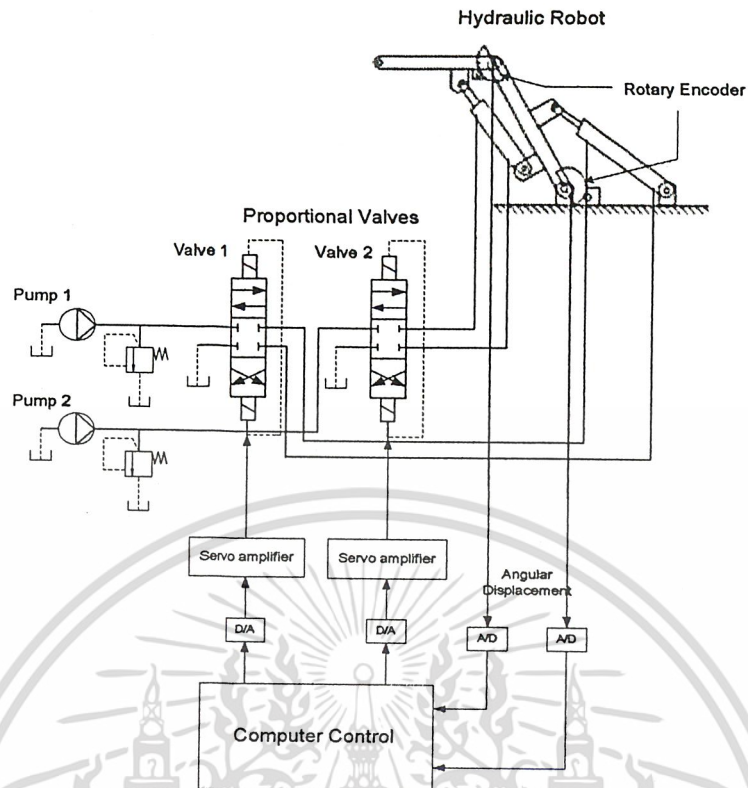 Hydraulic Robot
Rotary Encoder
Proportional Valves
Valve 1
Valve 2
Pump 1
Pump 2
Servo amplifier
Servo amplifier
Angular
Displacement
D/A
D/A
A/D
A/D
Computer Control